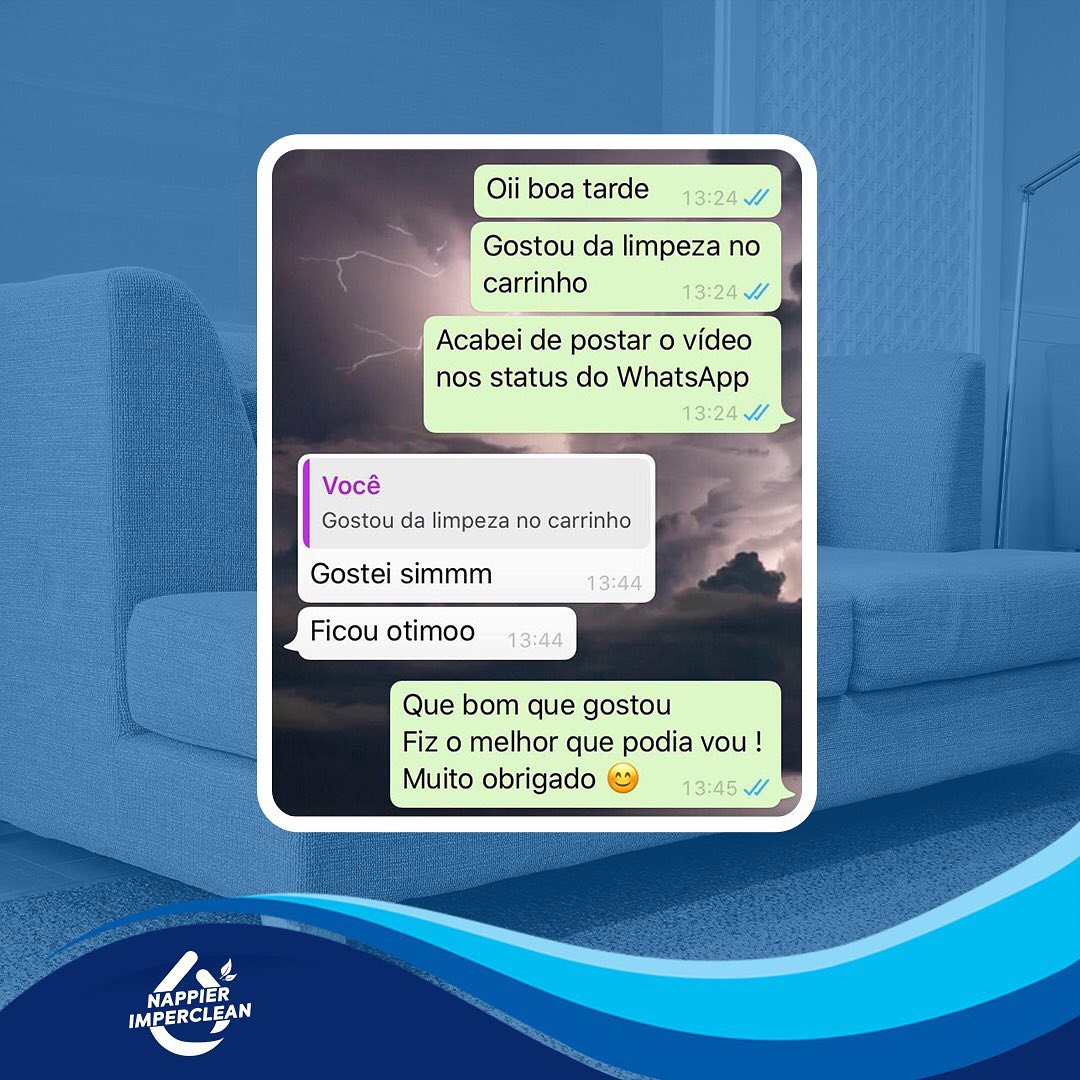 Oii boa tarde
13:24
Gostou da limpeza no
carrinho
13:24
Acabei de postar o vídeo
nos status do WhatsApp
13:24
Você
Gostou da limpeza no carrinho
Gostei simmm
13:44
Ficou otimoo
13:44
Que bom que gostou
Fiz o melhor que podia vou !
Muito obrigado 😊
13:45
NAPPIER
IMPERCLEAN